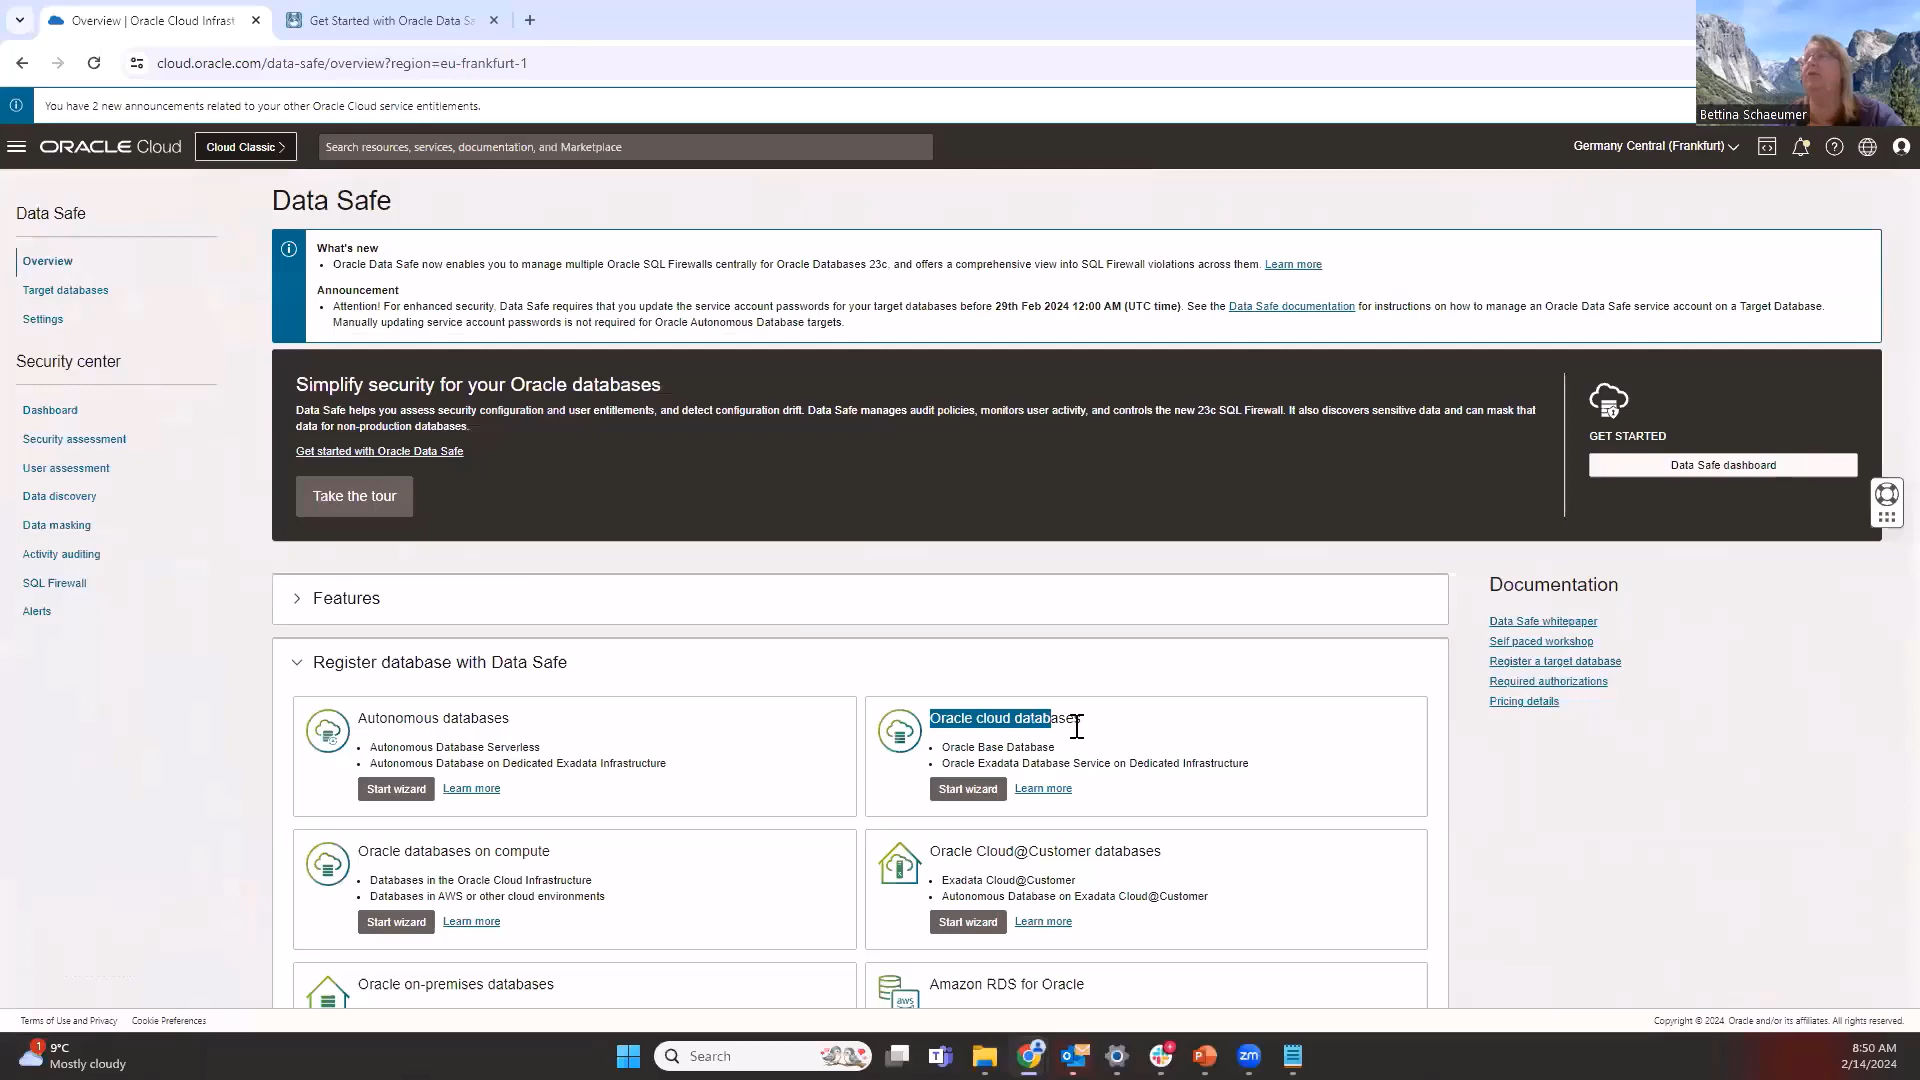 Overview | Oracle Cloud Infrast
Get Started with Oracle Data Sa
cloud.oracle.com/data-safe/overview?region=eu-frankfurt-1
Bettina Schaeumer
You have 2 new announcements related to your other Oracle Cloud service entitlements.
ORACLE Cloud
Cloud Classic
Search resources, services, documentation, and Marketplace
Germany Central (Frankfurt)
Data Safe
Overview
Target databases
Settings
Security center
Dashboard
Security assessment
User assessment
Data discovery
Data masking
Activity auditing
SQL Firewall
Alerts
Data Safe
What's new
• Oracle Data Safe now enables you to manage multiple Oracle SQL Firewalls centrally for Oracle Databases 23c, and offers a comprehensive view into SQL Firewall violations across them. Learn more
Announcement
• Attention! For enhanced security, Data Safe requires that you update the service account passwords for your target databases before 29th Feb 2024 12:00 AM (UTC time). See the Data Safe documentation for instructions on how to manage an Oracle Data Safe service account on a Target Database.
Manually updating service account passwords is not required for Oracle Autonomous Database targets.
Simplify security for your Oracle databases
Data Safe helps you assess security configuration and user entitlements, and detect configuration drift. Data Safe manages audit policies, monitors user activity, and controls the new 23c SQL Firewall. It also discovers sensitive data and can mask that
data for non-production databases.
Get started with Oracle Data Safe
Take the tour
GET STARTED
Data Safe dashboard
Features
Register database with Data Safe
Autonomous databases
• Autonomous Database Serverless
• Autonomous Database on Dedicated Exadata Infrastructure
Start wizard Learn more
Oracle cloud databases
• Oracle Base Database
• Oracle Exadata Database Service on Dedicated Infrastructure
Start wizard Learn more
Oracle databases on compute
• Databases in the Oracle Cloud Infrastructure
• Databases in AWS or other cloud environments
Start wizard Learn more
Oracle Cloud@Customer databases
• Exadata Cloud@Customer
• Autonomous Database on Exadata Cloud@Customer
Start wizard Learn more
Oracle on-premises databases
Amazon RDS for Oracle
aws
Documentation
Data Safe whitepaper
Self paced workshop
Register a target database
Required authorizations
Pricing details
Terms of Use and Privacy Cookie Preferences
Copyright © 2024, Oracle and/or its affiliates. All rights reserved.
1
9°C
Mostly cloudy
Search
zm
8:50 AM
2/14/2024